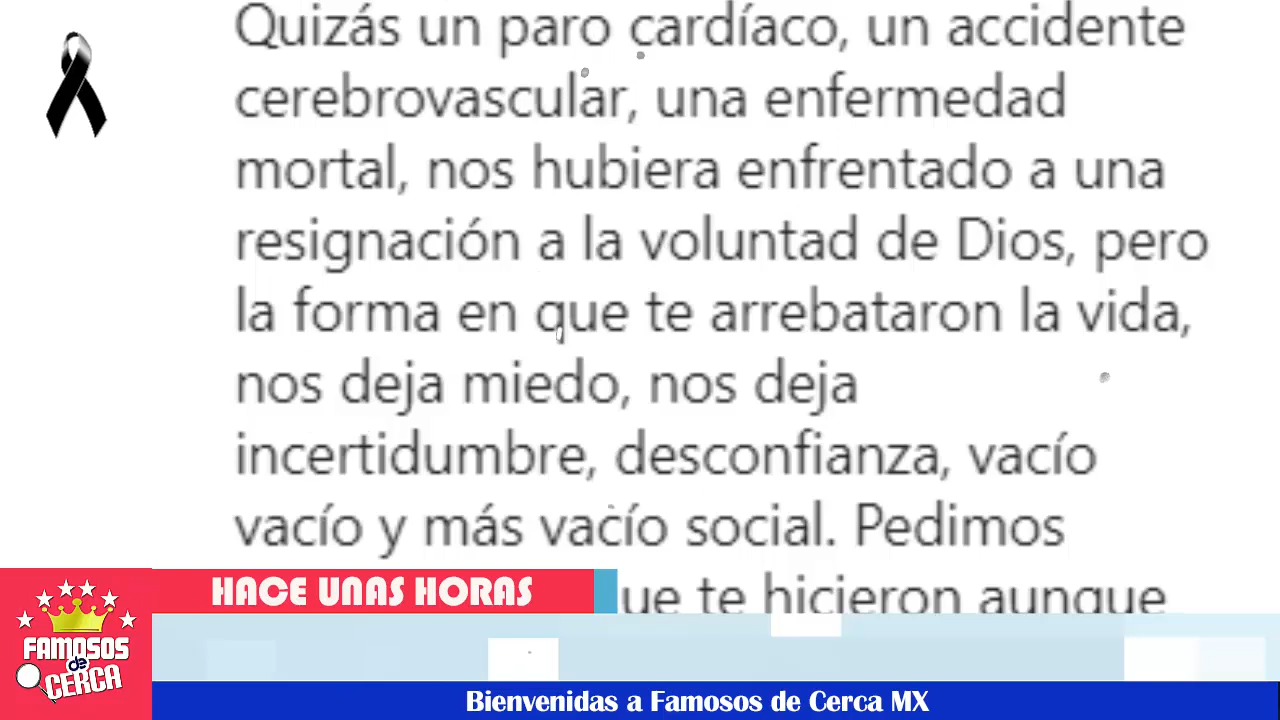 Quizás un paro cardíaco, un accidente
cerebrovascular, una enfermedad
mortal, nos hubiera enfrentado a una
resignación a la voluntad de Dios, pero
la forma en que te arrebataron la vida,
nos deja miedo, nos deja
incertidumbre, desconfianza, vacío
vacío y más vacío social. Pedimos
ue te hicieron aunque
HACE UNAS HORAS
FAMOSOS
de
CERCA
Bienvenidas a Famosos de Cerca MX